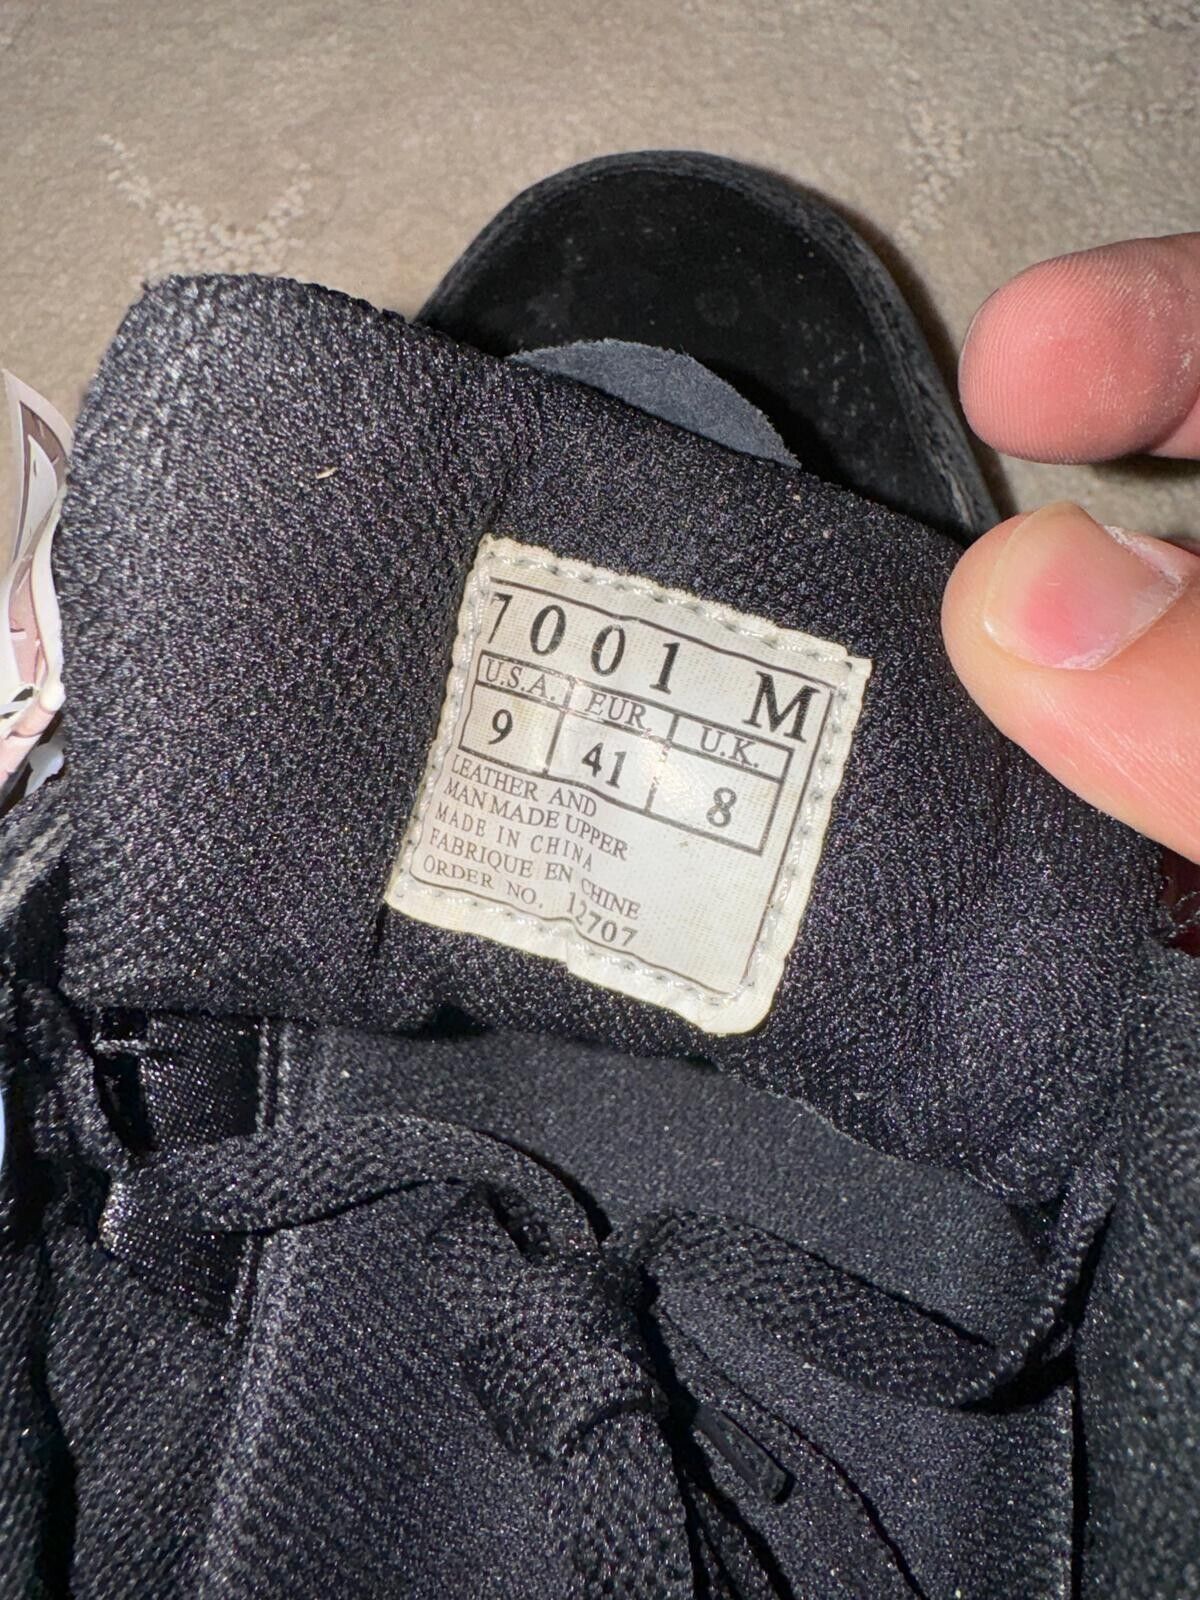 7001 M
U.S.A. EUR. U.K.
9 41 8
LEATHER AND
MAN MADE UPPER
MADE IN CHINA
FABRIQUE EN CHINE
ORDER NO. 12707